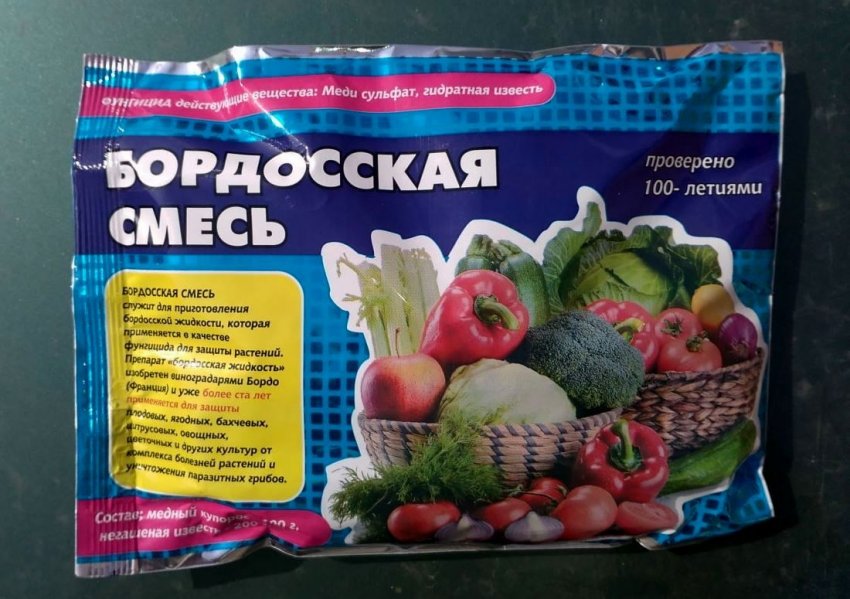 ФУНГИЦИД действующие вещества: Меди сульфат, гидратная известь
БОРДОССКАЯ
СМЕСЬ
проверено
100- летиями
БОРДОССКАЯ СМЕСЬ
служит для приготовления
бордосской жидкости, которая
применяется в качестве
фунгицида для защиты растений.
Препарат «бордосская жидкость»
изобретен виноградарями Бордо
(Франция) и уже более ста лет
применяется для защиты
плодовых, ягодных, бахчевых,
цитрусовых, овощных,
цветочных и других культур от
комплекса болезней растений и
уничтожения паразитных грибов.
Состав; медный купорос
негашеная известь 200 г,